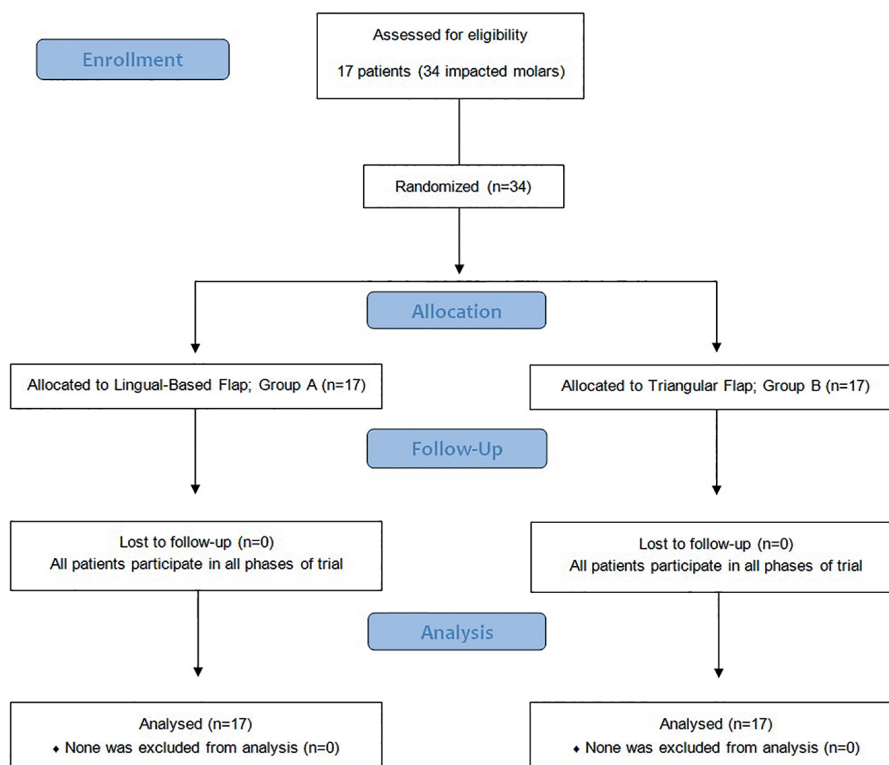 Enrollment
Assessed for eligibility
17 patients (34 impacted molars)
Randomized (n=34)
Allocation
Allocated to Lingual-Based Flap; Group A (n=17)
Allocated to Triangular Flap; Group B (n=17)
Follow-Up
Lost to follow-up (n=0)
All patients participate in all phases of trial
Lost to follow-up (n=0)
All patients participate in all phases of trial
Analysis
Analysed (n=17)
♦ None was excluded from analysis (n=0)
Analysed (n=17)
♦ None was excluded from analysis (n=0)